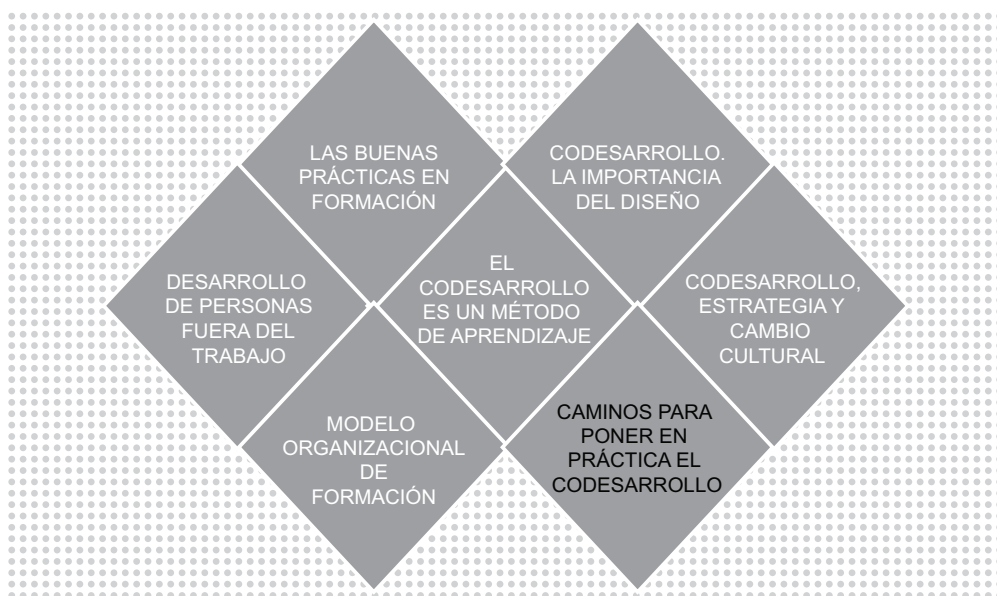 LAS BUENAS
PRÁCTICAS EN
FORMACIÓN
CODESARROLLO.
LA IMPORTANCIA
DEL DISEÑO
DESARROLLO
DE PERSONAS
FUERA DEL
TRABAJO
EL
CODESARROLLO
ES UN MÉTODO
DE APRENDIZAJE
CODESARROLLO,
ESTRATEGIA Y
CAMBIO
CULTURAL
MODELO
ORGANIZACIONAL
DE
FORMACIÓN
CAMINOS PARA
PONER EN
PRÁCTICA EL
CODESARROLLO